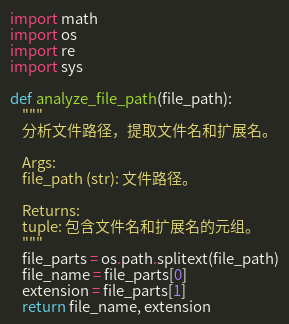 import math
import os
import re
import sys

def analyze_file_path(file_path):
    """
    分析文件路径，提取文件名和扩展名。

    Args:
    file_path (str): 文件路径。

    Returns:
    tuple: 包含文件名和扩展名的元组。
    """
    file_parts = os.path.splitext(file_path)
    file_name = file_parts[0]
    extension = file_parts[1]
    return file_name, extension